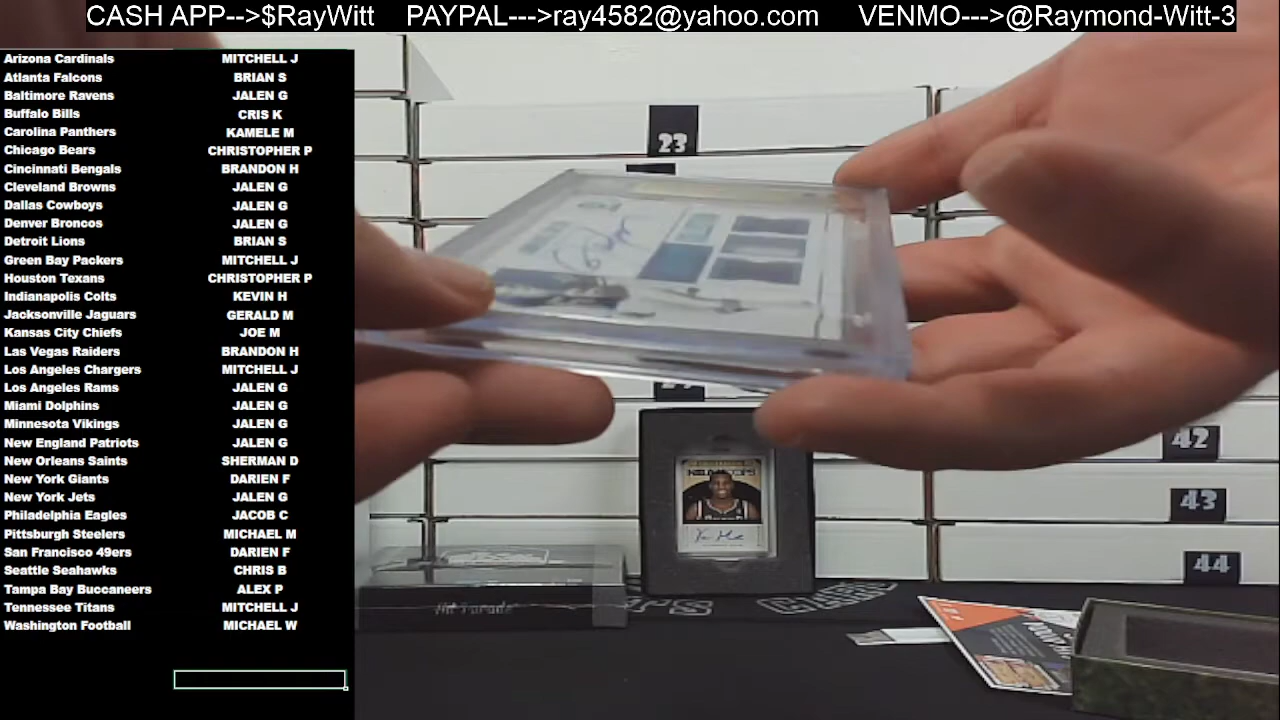 CASH APP-->$RayWitt PAYPAL--->ray4582@yahoo.com VENMO--->@Raymond-Witt-3
Arizona Cardinals MITCHELL J
Atlanta Falcons BRIAN S
Baltimore Ravens JALEN G
Buffalo Bills CRIS K
Carolina Panthers KAMELE M
Chicago Bears CHRISTOPHER P
Cincinnati Bengals BRANDON H
Cleveland Browns JALEN G
Dallas Cowboys JALEN G
Denver Broncos JALEN G
Detroit Lions BRIAN S
Green Bay Packers MITCHELL J
Houston Texans CHRISTOPHER P
Indianapolis Colts KEVIN H
Jacksonville Jaguars GERALD M
Kansas City Chiefs JOE M
Las Vegas Raiders BRANDON H
Los Angeles Chargers MITCHELL J
Los Angeles Rams JALEN G
Miami Dolphins JALEN G
Minnesota Vikings JALEN G
New England Patriots JALEN G
New Orleans Saints SHERMAN D
New York Giants DARIEN F
New York Jets JALEN G
Philadelphia Eagles JACOB C
Pittsburgh Steelers MICHAEL M
San Francisco 49ers DARIEN F
Seattle Seahawks CHRIS B
Tampa Bay Buccaneers ALEX P
Tennessee Titans MITCHELL J
Washington Football MICHAEL W
23
42
43
44
Hit Parade